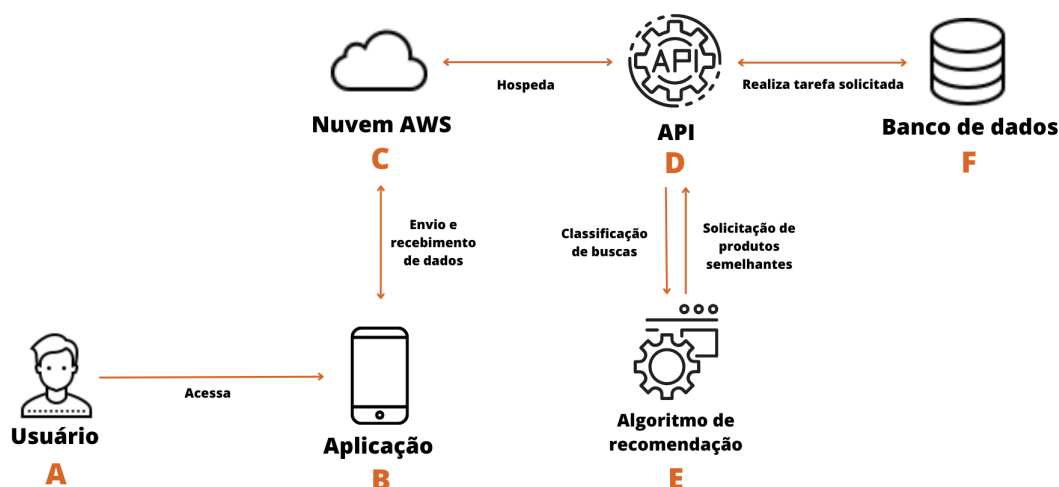 API
Nuvem AWS
C
Hospeda
API
D
Realiza tarefa solicitada
Banco de dados
F
Envio e
recebimento
de dados
Classificação
de buscas
Solicitação de
produtos
semelhantes
Usuário
A
Acessa
Aplicação
B
Algoritmo de
recomendação
E